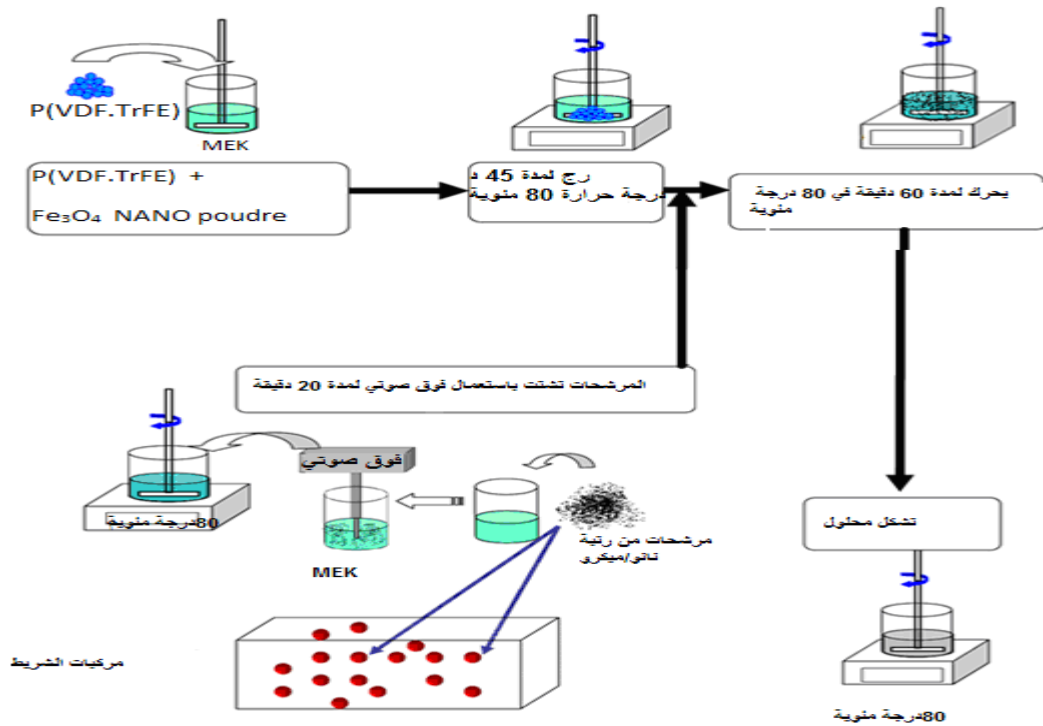 P(VDF.TrFE)
MEK
P(VDF.TrFE) +
Fe₃O₄ NANO poudre
رج لمدة 45 د
درجة حرارة 80 مئوية
يحرك لمدة 60 دقيقة في 80 درجة
مئوية
المرشحات تشتت باستعمال فوق صوتي لمدة 20 دقيقة
فوق صوتي
80درجة مئوية
MEK
مرشحات من رتبة
نانو/ميكرو
تشكل محلول
مركبات الشريط
80درجة مئوية